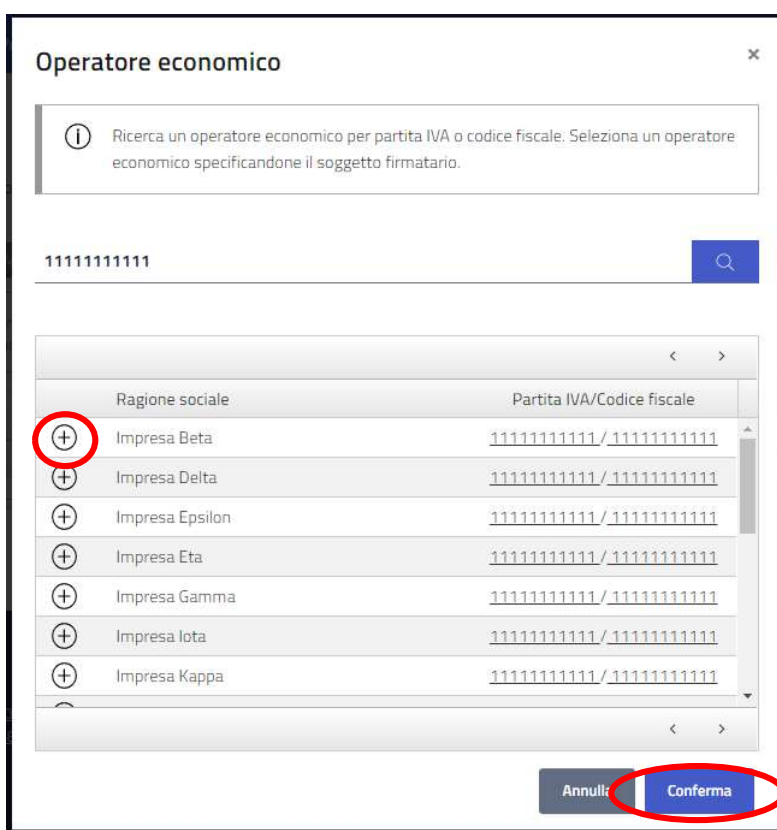 Operatore economico
Ricerca un operatore economico per partita IVA o codice fiscale. Seleziona un operatore
economico specificandone il soggetto firmatario.
11111111111
Ragione sociale Partita IVA/Codice fiscale
Impresa Beta 11111111111 / 11111111111
Impresa Delta 11111111111 / 11111111111
Impresa Epsilon 11111111111 / 11111111111
Impresa Eta 11111111111 / 11111111111
Impresa Gamma 11111111111 / 11111111111
Impresa Iota 11111111111 / 11111111111
Impresa Kappa 11111111111 / 11111111111
Annulla Conferma